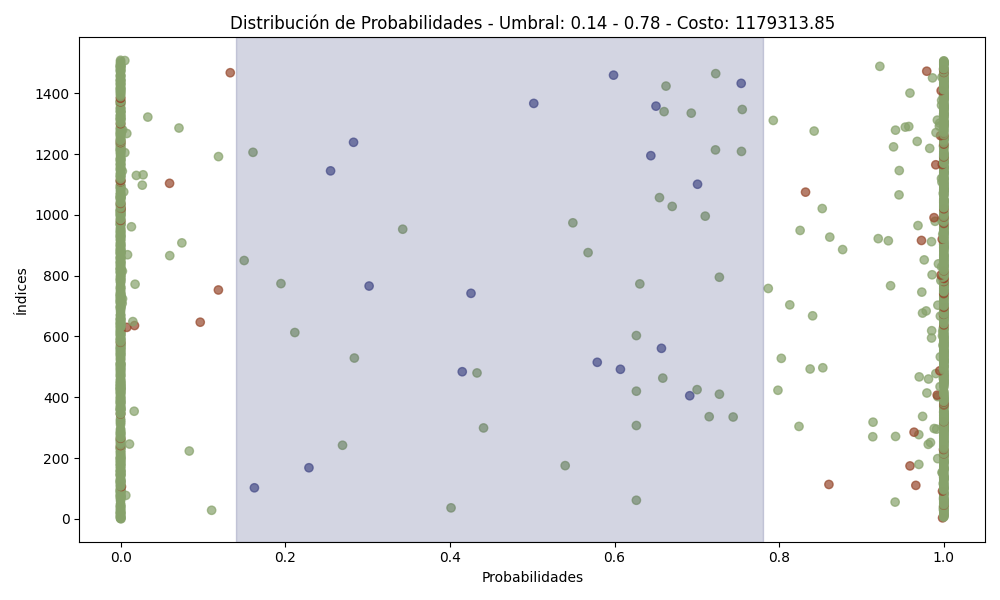 Distribución de Probabilidades - Umbral: 0.14 - 0.78 - Costo: 1179313.85
1400
1200
1000
800
600
400
200
0
Índices
0.0 0.2 0.4 0.6 0.8 1.0
Probabilidades